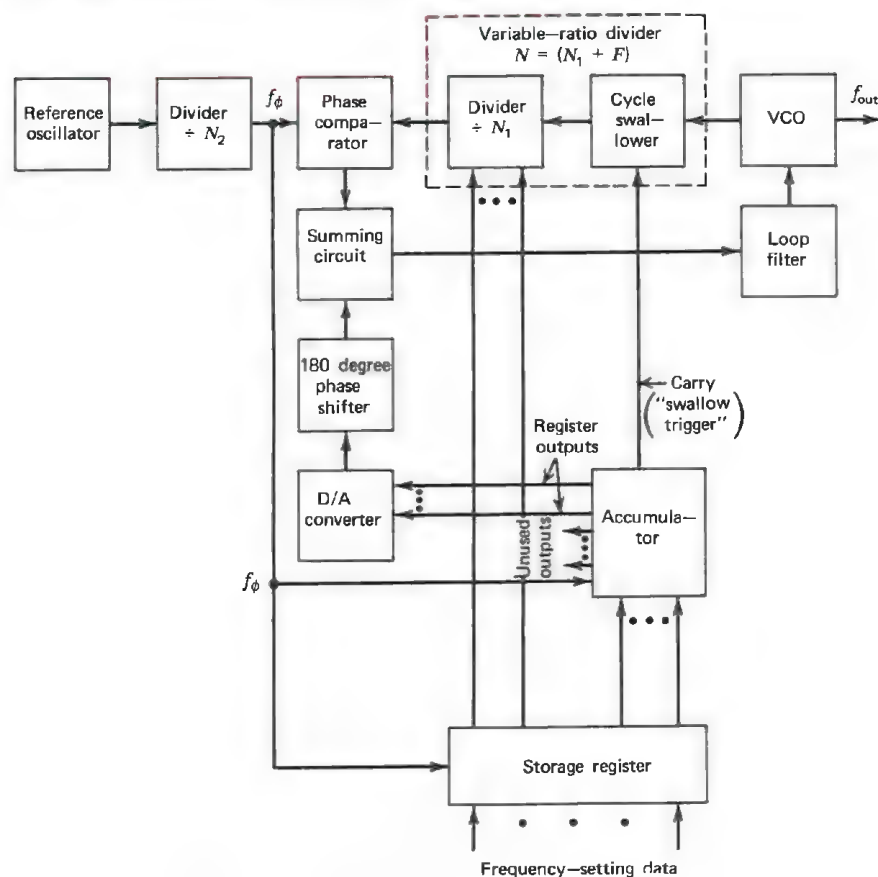 Variable—ratio divider
N = (N₁ + F)
Reference
oscillator
Divider
÷ N₂
fϕ
Phase
compa—
rator
Divider
÷ N₁
Cycle
swal—
lower
VCO
fout
Summing
circuit
Loop
filter
180 degree
phase
shifter
Carry
("swallow
trigger")
Register
outputs
D/A
converter
Unused
outputs
Accumula—
tor
fϕ
Storage register
Frequency—setting data